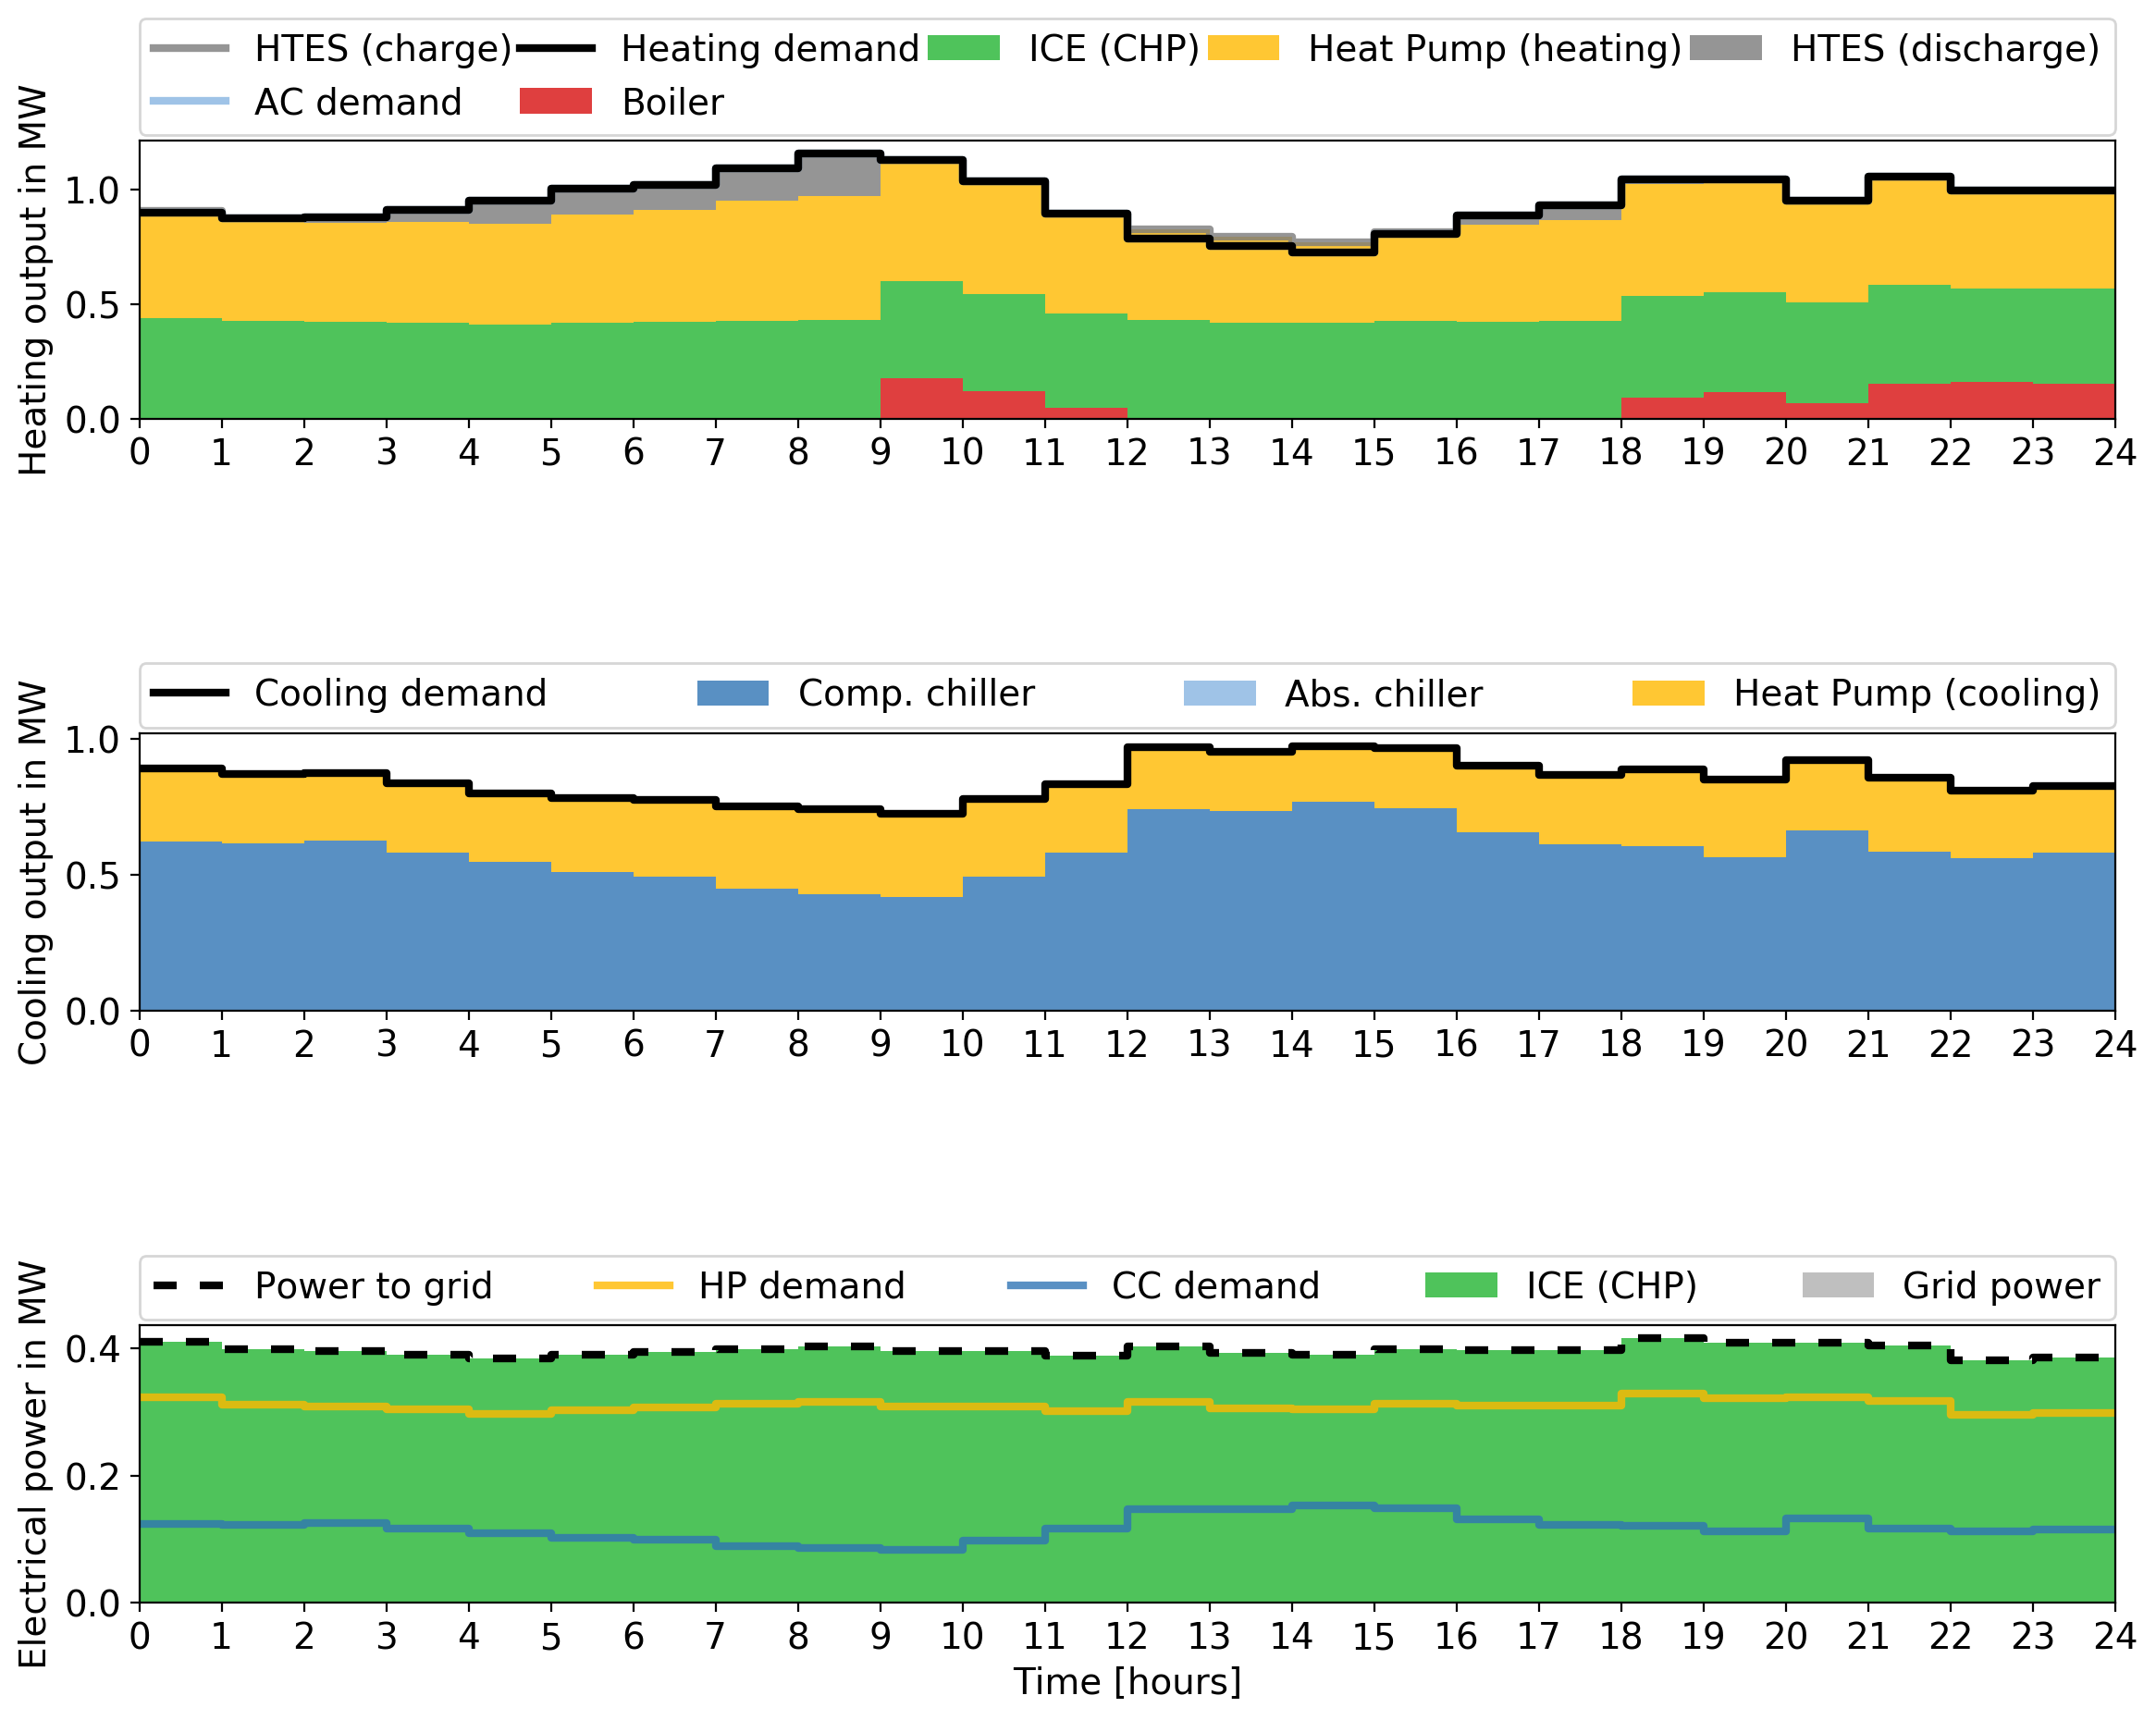 HTES (charge) Heating demand ICE (CHP) Heat Pump (heating) HTES (discharge)
AC demand Boiler
Heating output in MW
1.0
0.5
0.0
0 1 2 3 4 5 6 7 8 9 10 11 12 13 14 15 16 17 18 19 20 21 22 23 24
Cooling demand Comp. chiller Abs. chiller Heat Pump (cooling)
Cooling output in MW
1.0
0.5
0.0
0 1 2 3 4 5 6 7 8 9 10 11 12 13 14 15 16 17 18 19 20 21 22 23 24
Power to grid HP demand CC demand ICE (CHP) Grid power
Electrical power in MW
0.4
0.2
0.0
0 1 2 3 4 5 6 7 8 9 10 11 12 13 14 15 16 17 18 19 20 21 22 23 24
Time [hours]